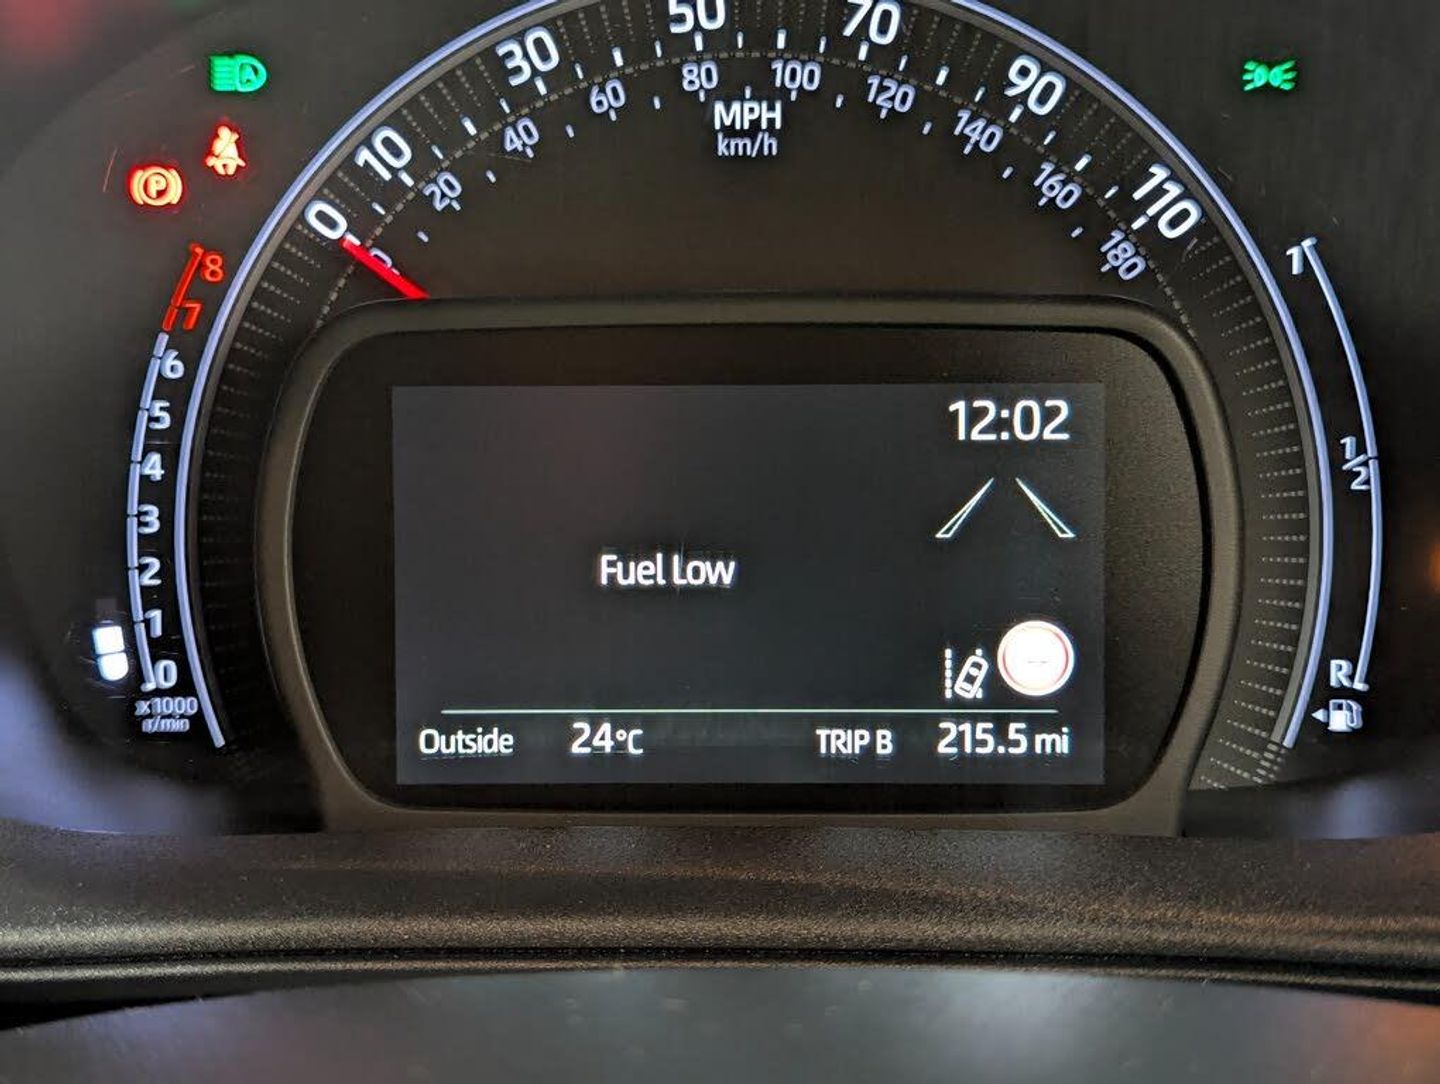 0 10 30 50 70 90 110
20 40 60 80 100 120 140 160 180
MPH
km/h
P
A
8
7
6
5
4
3
2
1
0
x1000
r/min
12:02
Fuel Low
Outside 24°C TRIP B 215.5 mi
1
1/2
R